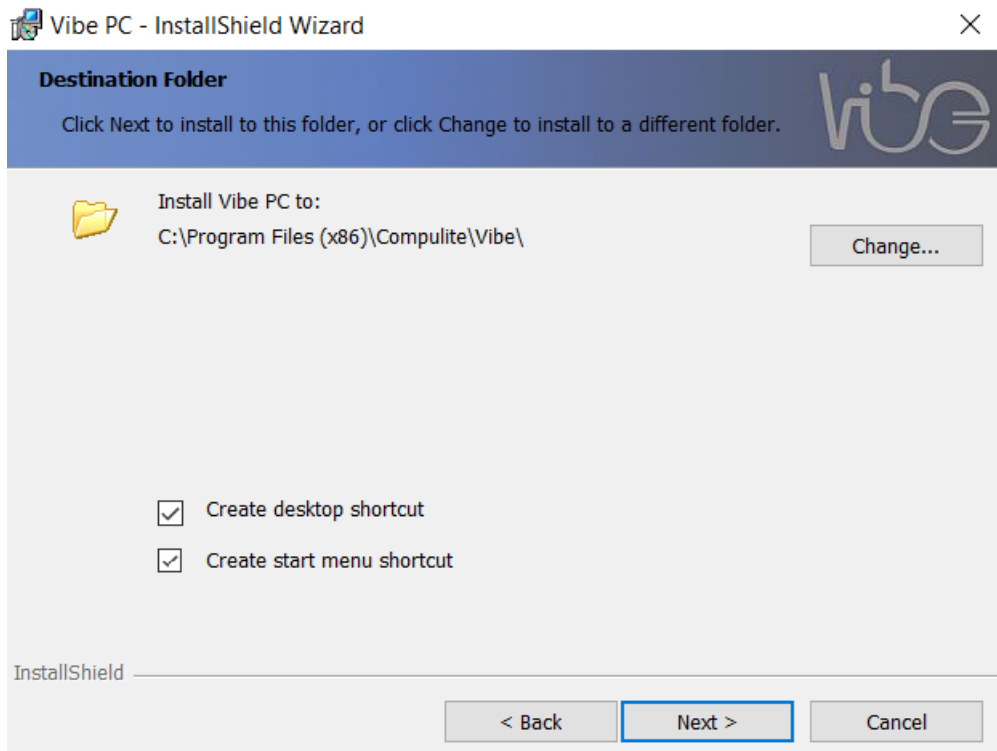 Vibe PC - InstallShield Wizard
Destination Folder
Click Next to install to this folder, or click Change to install to a different folder.
vibe
Install Vibe PC to:
C:\Program Files (x86)\Compulite\Vibe\
Change...
Create desktop shortcut
Create start menu shortcut
InstallShield
< Back
Next >
Cancel